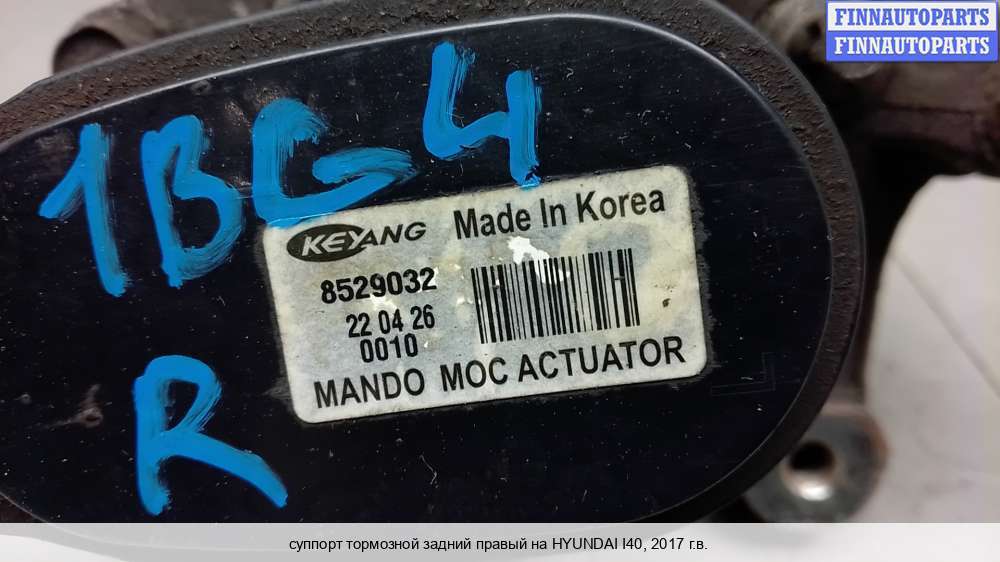 FINNAUTOPARTS
FINNAUTOPARTS
1BG4
KEYANG Made In Korea
8529032
22 04 26
0010
MANDO MOC ACTUATOR
R
суппорт тормозной задний правый на HYUNDAI I40, 2017 г.в.